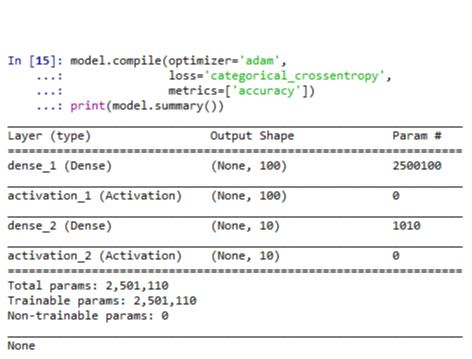 In [15]: model.compile(optimizer='adam',
    ...:               loss='categorical_crossentropy',
    ...:               metrics=['accuracy'])
    ...: print(model.summary())
Layer (type)                 Output Shape              Param #
dense_1 (Dense)              (None, 100)               2500100
activation_1 (Activation)    (None, 100)               0
dense_2 (Dense)              (None, 10)                1010
activation_2 (Activation)    (None, 10)                0
Total params: 2,501,110
Trainable params: 2,501,110
Non-trainable params: 0
None